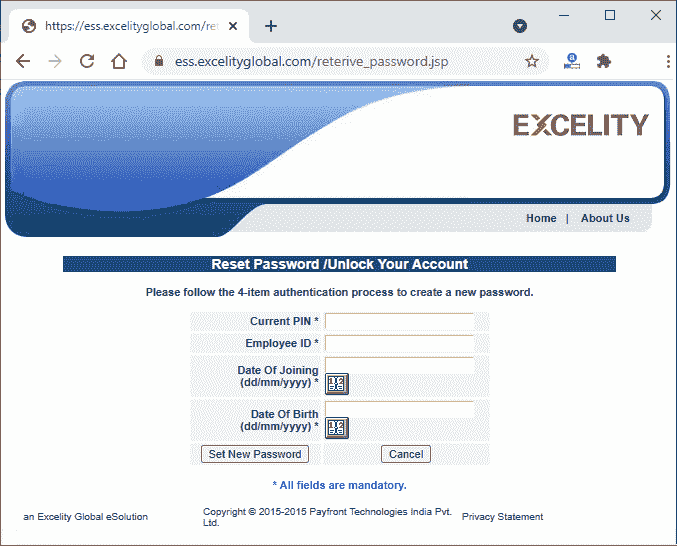 https://ess.excelityglobal.com/ret
ess.excelityglobal.com/reterive_password.jsp
EXCELITY
Home | About Us
Reset Password /Unlock Your Account
Please follow the 4-item authentication process to create a new password.
Current PIN *
Employee ID *
Date Of Joining
(dd/mm/yyyy) *
Date Of Birth
(dd/mm/yyyy) *
Set New Password Cancel
* All fields are mandatory.
an Excelity Global eSolution
Copyright © 2015-2015 Payfront Technologies India Pvt.
Ltd.
Privacy Statement